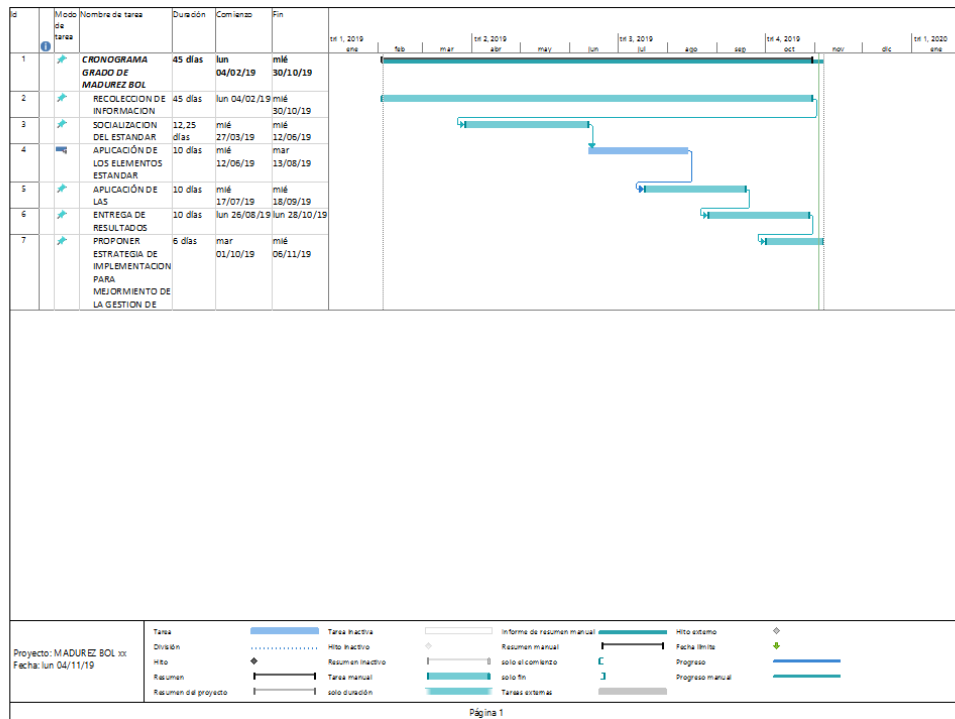 Id
Modo de tarea
Nombre de tarea
Duración
Comienzo
Fin
tri 1, 2019
tri 2, 2019
tri 3, 2019
tri 4, 2019
tri 1, 2020
ene feb mar abr may jun jul ago sep oct nov dic ene
1
CRONOGRAMA
GRADO DE
MADUREZ BOL
45 días
lun
04/02/19
mié
30/10/19
2
RECOLECCION DE
INFORMACION
45 días
lun 04/02/19
mié
30/10/19
3
SOCIALIZACION
DEL ESTANDAR
12,25
días
mié
27/03/19
mié
12/06/19
4
APLICACIÓN DE
LOS ELEMENTOS
ESTANDAR
10 días
mié
12/06/19
mar
13/08/19
5
APLICACIÓN DE
LAS
10 días
mié
17/07/19
mié
18/09/19
6
ENTREGA DE
RESULTADOS
10 días
lun 26/08/19
lun 28/10/19
7
PROPONER
ESTRATEGIA DE
IMPLEMENTACION
PARA
MEJORMIENTO DE
LA GESTION DE
6 días
mar
01/10/19
mié
06/11/19
Proyecto: MADUREZ BOL xx
Fecha: lun 04/11/19
Tarea
División
Hito
Resumen
Resumen del proyecto
Tarea inactiva
Hito inactivo
Resumen inactivo
Tarea manual
solo duración
Informe de resumen manual
Resumen manual
solo el comienzo
solo fin
Tareas externas
Hito externo
Fecha límite
Progreso
Progreso manual
Página 1